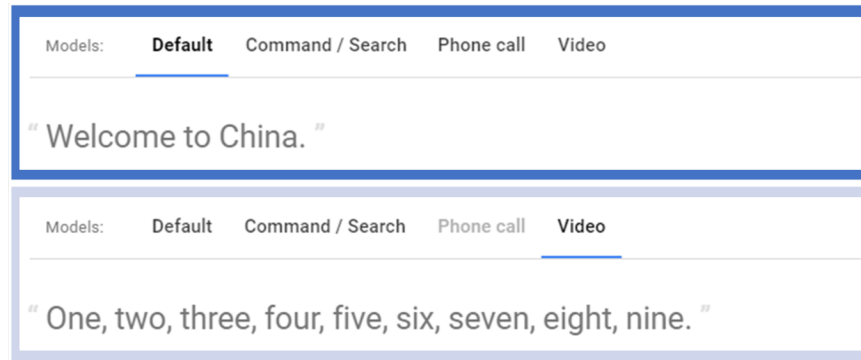 Models: Default Command / Search Phone call Video
“ Welcome to China. ”
Models: Default Command / Search Phone call Video
“ One, two, three, four, five, six, seven, eight, nine. ”